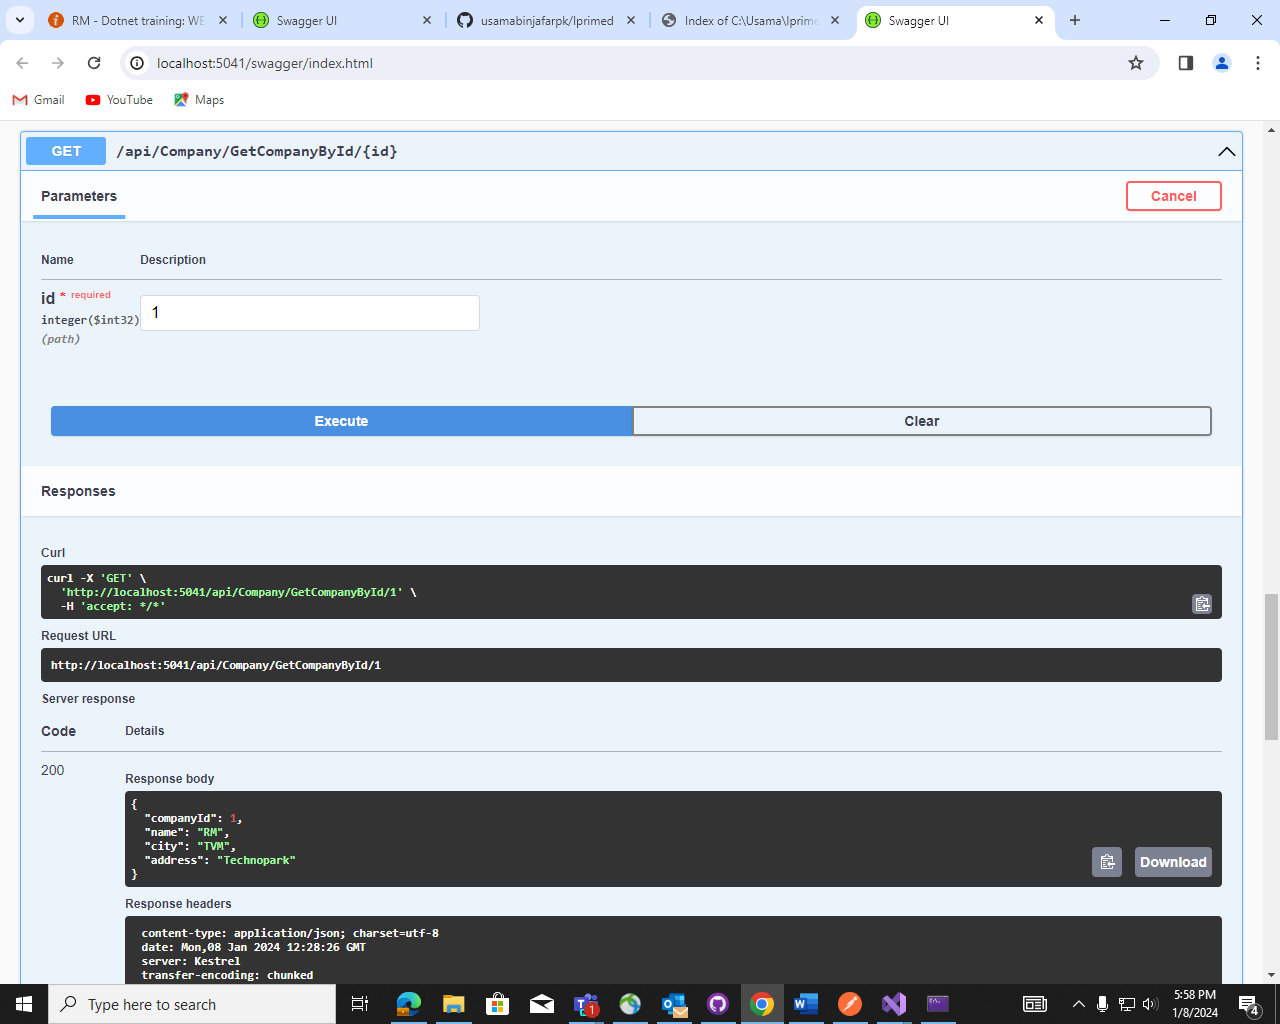 RM - Dotnet training: WE
Swagger UI
usamabinjafarpk/Iprimed
Index of C:\Usama\Iprime
Swagger UI
localhost:5041/swagger/index.html
Gmail
YouTube
Maps
GET /api/Company/GetCompanyById/{id}
Parameters
Cancel
Name Description
id * required
integer($int32)
(path)
1
Execute
Clear
Responses
Curl
curl -X 'GET' \
'http://localhost:5041/api/Company/GetCompanyById/1' \
-H 'accept: */*'
Request URL
http://localhost:5041/api/Company/GetCompanyById/1
Server response
Code Details
200
Response body
{
"companyId": 1,
"name": "RM",
"city": "TVM",
"address": "Technopark"
}
Download
Response headers
content-type: application/json; charset=utf-8
date: Mon,08 Jan 2024 12:28:26 GMT
server: Kestrel
transfer-encoding: chunked
Type here to search
1
5:58 PM
1/8/2024
4